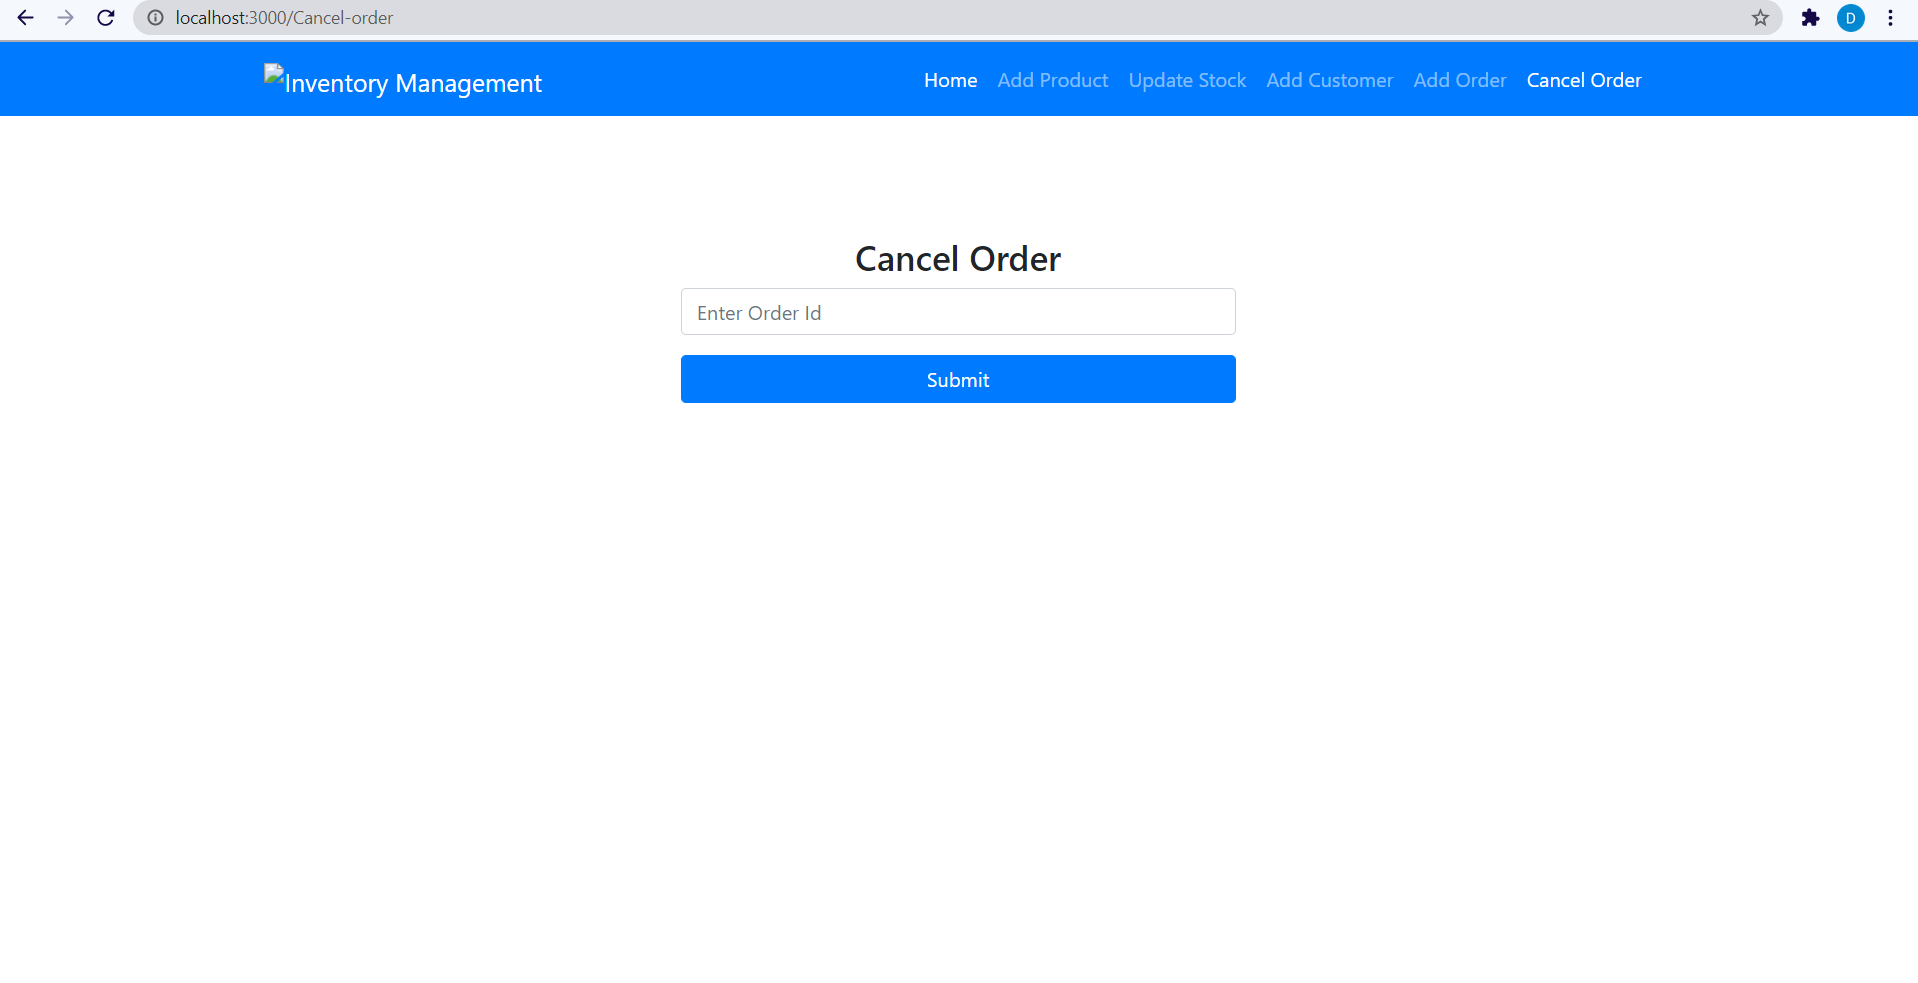 localhost:3000/Cancel-order
D
Inventory Management
Home Add Product Update Stock Add Customer Add Order Cancel Order
Cancel Order
Enter Order Id
Submit